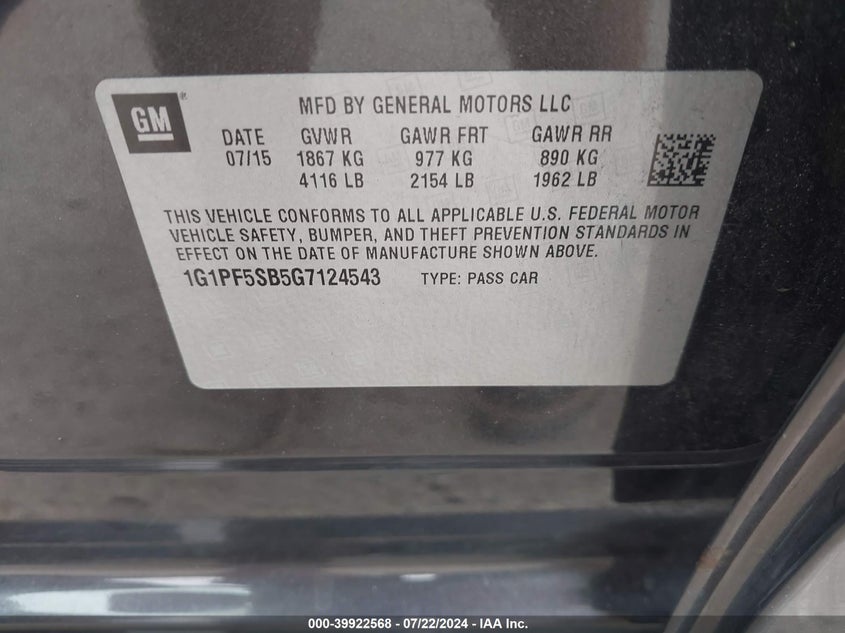 GM
®
MFD BY GENERAL MOTORS LLC
DATE GVWR GAWR FRT GAWR RR
07/15 1867 KG 977 KG 890 KG
4116 LB 2154 LB 1962 LB
THIS VEHICLE CONFORMS TO ALL APPLICABLE U.S. FEDERAL MOTOR
VEHICLE SAFETY, BUMPER, AND THEFT PREVENTION STANDARDS IN
EFFECT ON THE DATE OF MANUFACTURE SHOWN ABOVE.
1G1PF5SB5G7124543 TYPE: PASS CAR
000-39922568 - 07/22/2024 - IAA Inc.